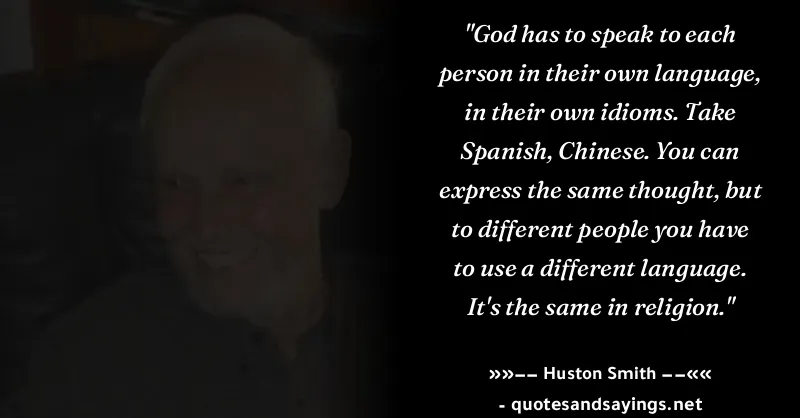 "God has to speak to each
person in their own language,
in their own idioms. Take
Spanish, Chinese. You can
express the same thought, but
to different people you have
to use a different language.
It's the same in religion."
»»−− Huston Smith −−««
- quotesandsayings.net